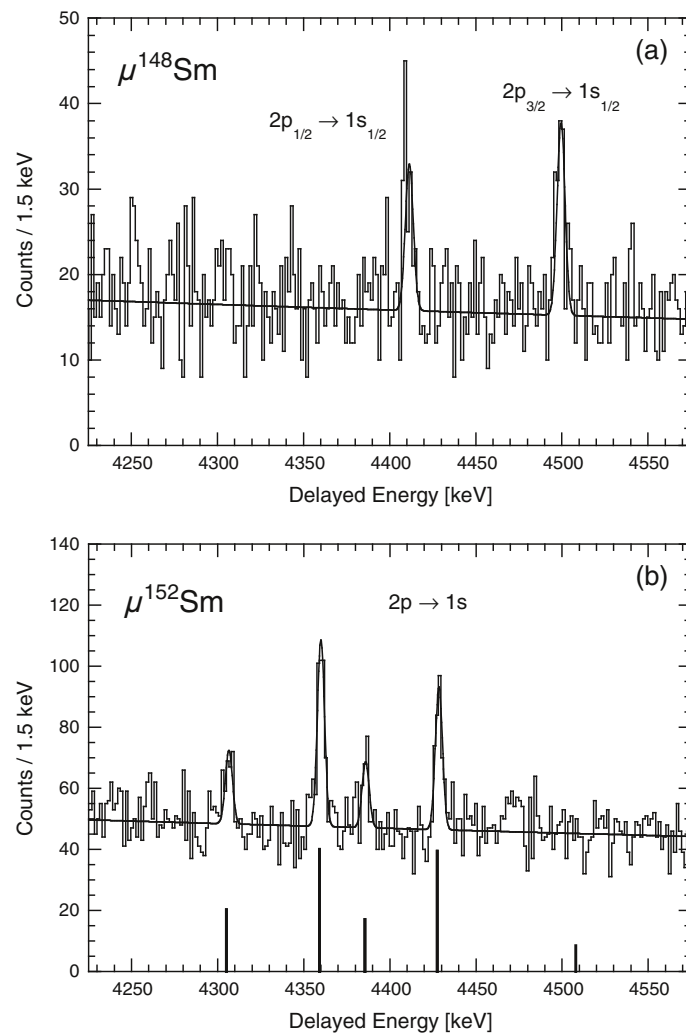 50
40
30
20
10
0
Counts / 1.5 keV
μ¹⁴⁸Sm
(a)
2p₁/₂ → 1s₁/₂
2p₃/₂ → 1s₁/₂
4250 4300 4350 4400 4450 4500 4550
Delayed Energy [keV]
140
120
100
80
60
40
20
0
Counts / 1.5 keV
μ¹⁵²Sm
(b)
2p → 1s
4250 4300 4350 4400 4450 4500 4550
Delayed Energy [keV]